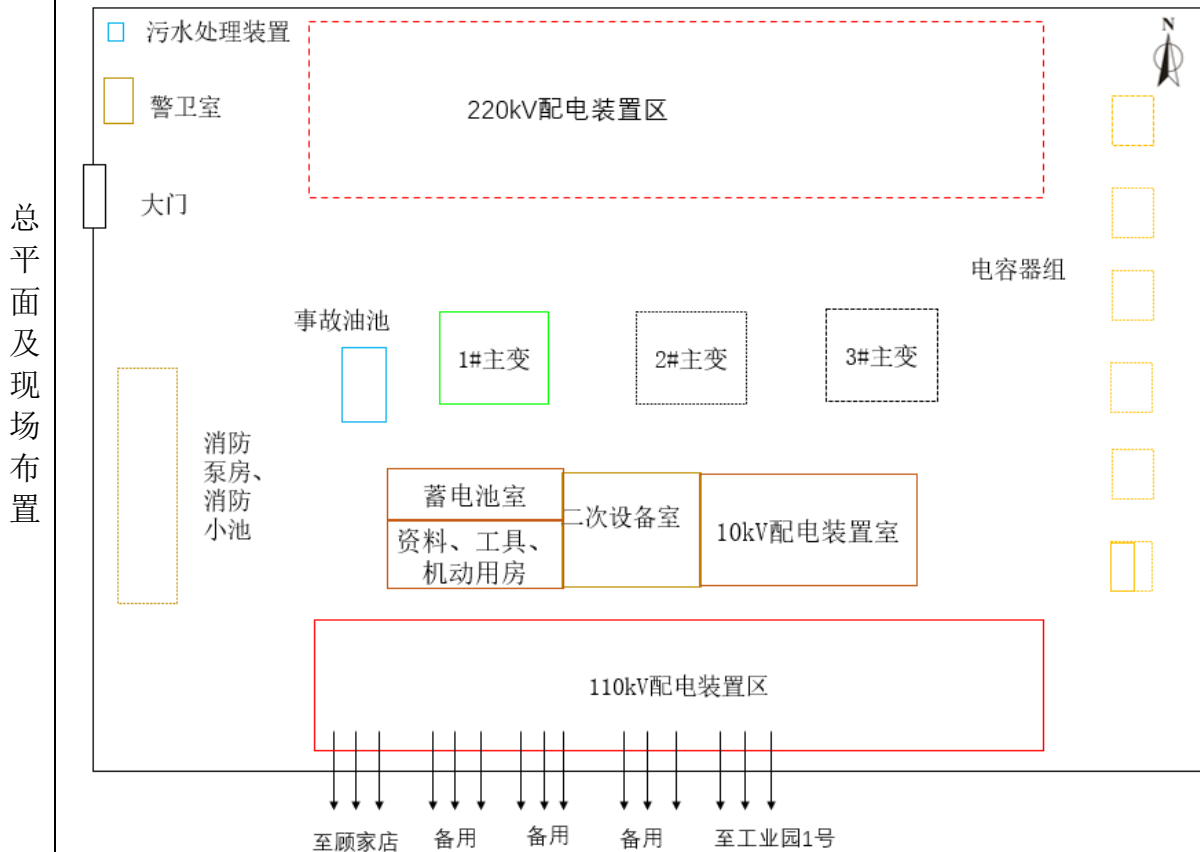 总平面及现场布置
污水处理装置
N
220kV配电装置区
警卫室
大门
电容器组
事故油池
1#主变
2#主变
3#主变
消防
泵房、
消防
小池
蓄电池室
二次设备室
10kV配电装置室
资料、工具、
机动用房
110kV配电装置区
至顾家店
备用
备用
备用
至工业园1号